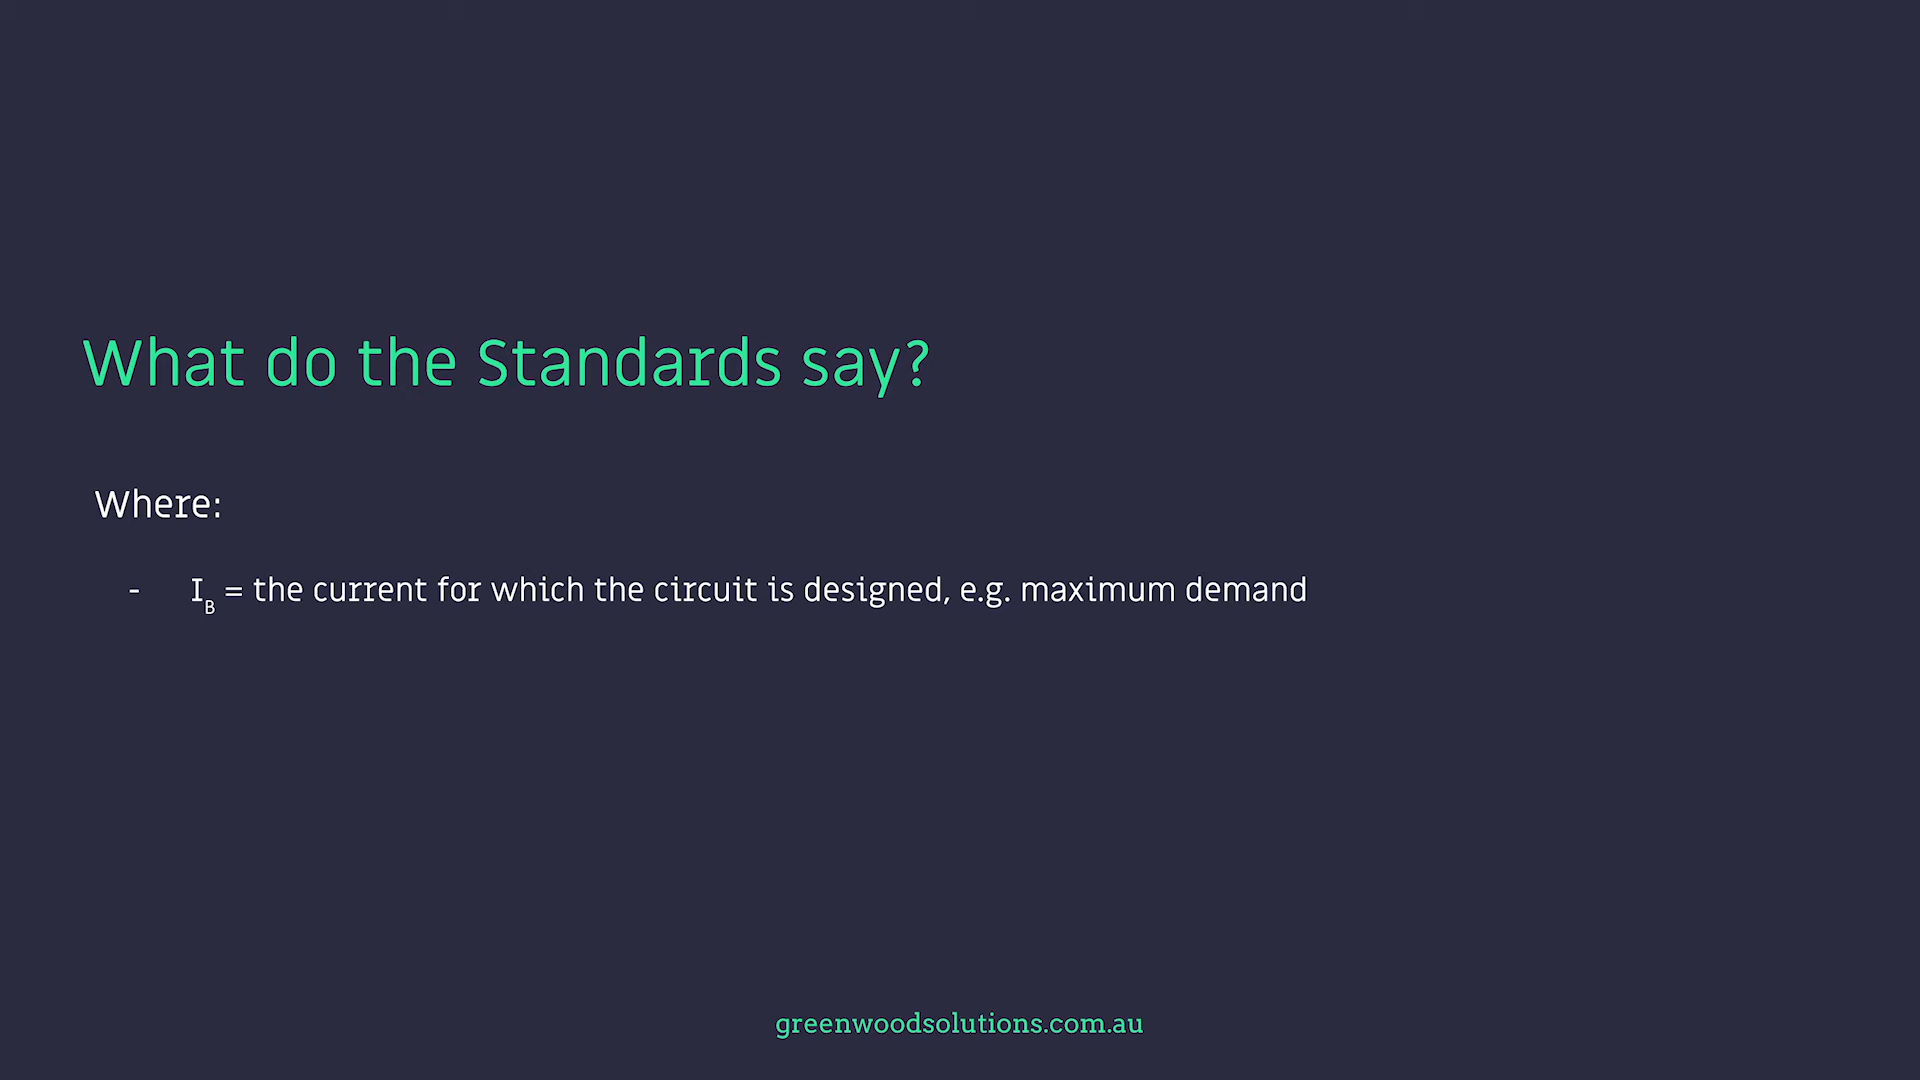 What do the Standards say?
Where:
- I_B = the current for which the circuit is designed, e.g. maximum demand
greenwoodsolutions.com.au